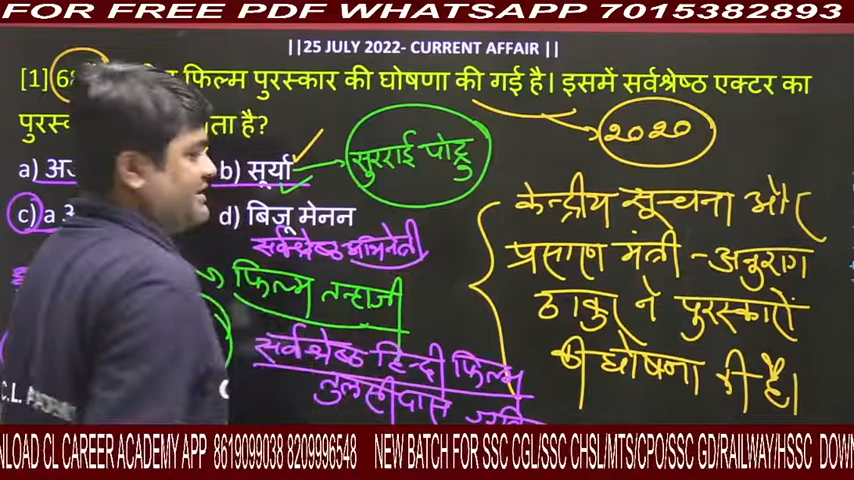 FOR FREE PDF WHATSAPP 7015382893
||25 JULY 2022- CURRENT AFFAIR ||
[1] 68 फिल्म पुरस्कार की घोषणा की गई है। इसमें सर्वश्रेष्ठ एक्टर का
ता है?
2020
a) b) सूर्या
सुरराई पोट्रु
c) a d) बिजू मेनन
सर्वश्रेष्ठ अभिनेती
फिल्म तन्हाजी
सर्वश्रेष्ठ हिन्दी फिल्म
तुलसीदास
केन्द्रीय सूचना और
प्रसारण मंत्री - अनुराग
ठाकुर ने पुरस्कारों
की घोषणा की है।
C.L.
NLOAD CL CAREER ACADEMY APP 8619099038 8209996548 NEW BATCH FOR SSC CGL/SSC CHSL/MTS/CPO/SSC GD/RAILWAY/HSSC DOWN